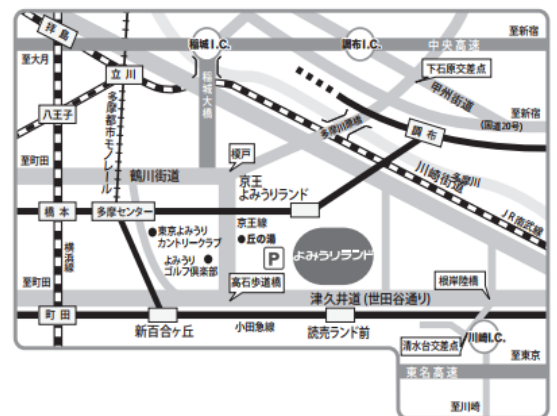 拝島
稲城I.C.
調布I.C.
中央高速
至新宿
至大月
立川
下石原交差点
稲城大橋
甲州街道
八王子
多摩都市モノレール
多摩川原橋
調布
(国道20号)
至新宿
至町田
榎戸
鶴川街道
川崎街道
多摩川
京王
よみうりランド
橋本
多摩センター
京王線
JR南武線
東京よみうり
カントリークラブ
丘の湯
横浜線
よみうり
ゴルフ倶楽部
P
よみうりランド
至町田
高石歩道橋
根岸陸橋
津久井道(世田谷通り)
町田
新百合ヶ丘
小田急線
読売ランド前
清水台交差点
川崎I.C.
至東京
東名高速
至川崎